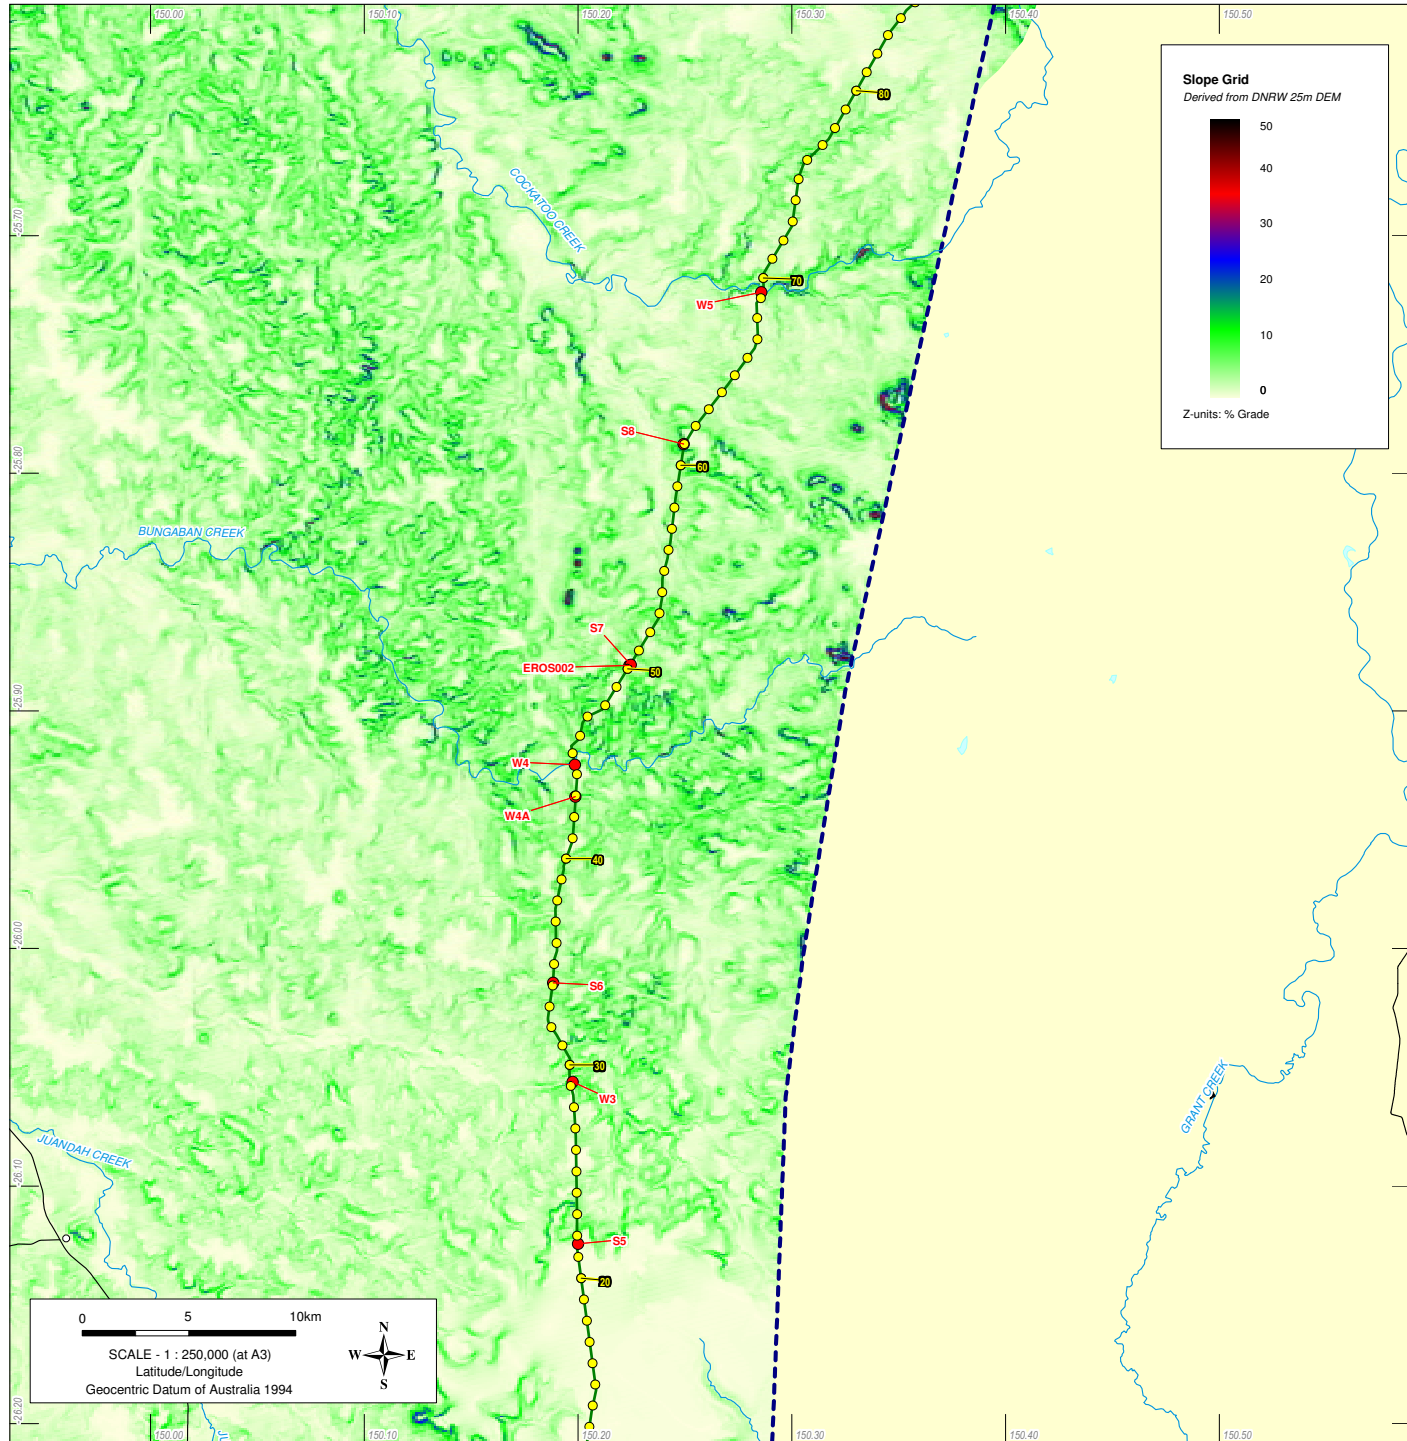 150.00
150.10
150.20
150.30
150.40
150.50
Slope Grid
Derived from DNRW 25m DEM
50
40
30
20
10
0
Z-units: % Grade
80
COCKATOO CREEK
-25.70
70
W5
S8
60
-25.80
BUNGABAN CREEK
S7
EROS002
50
-25.90
W4
W4A
40
-26.00
S6
30
W3
GRANT CREEK
JUANDAH CREEK
-26.10
S5
20
0
5
10km
SCALE - 1 : 250,000 (at A3)
Latitude/Longitude
Geocentric Datum of Australia 1994
N
W
E
S
-26.20
150.00
150.10
150.20
150.30
150.40
150.50